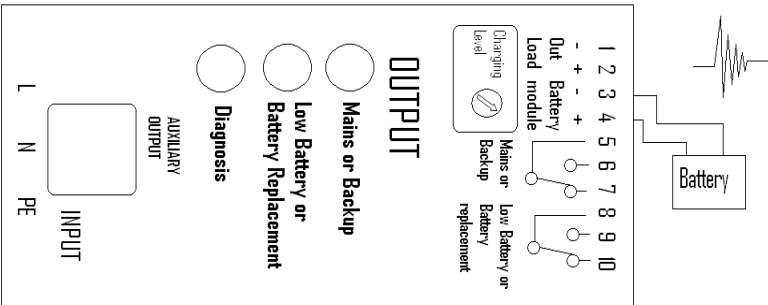 L
N
PE
INPUT
AUXILIARY
OUTPUT
Diagnosis
Low Battery or
Battery Replacement
Mains or Backup
OUTPUT
Charging
Level
Out
Load
Battery
module
- + - +
1 2 3 4 5 6 7 8 9 10
Mains or
Backup
Low Battery or
Battery
replacement
Battery